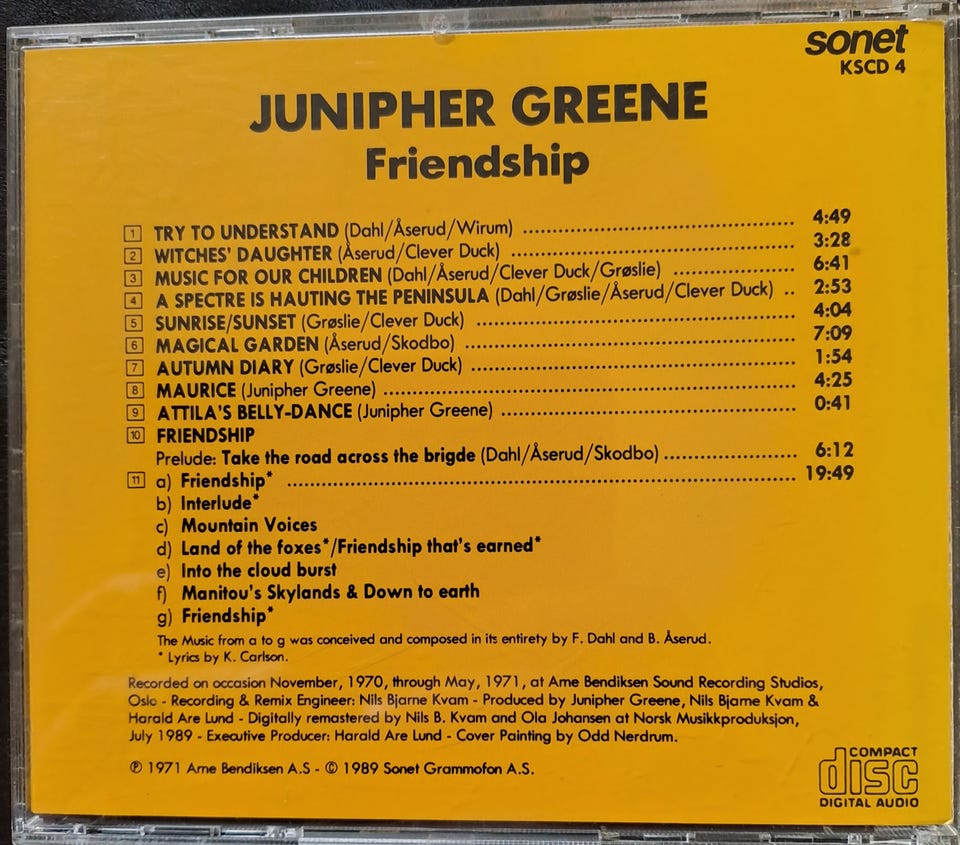 sonet
KSCD 4
JUNIPHER GREENE
Friendship
1 TRY TO UNDERSTAND (Dahl/Åserud/Wirum) 4:49
2 WITCHES' DAUGHTER (Åserud/Clever Duck) 3:28
3 MUSIC FOR OUR CHILDREN (Dahl/Åserud/Clever Duck/Grøslie) 6:41
4 A SPECTRE IS HAUTING THE PENINSULA (Dahl/Grøslie/Åserud/Clever Duck) 2:53
5 SUNRISE/SUNSET (Grøslie/Clever Duck) 4:04
6 MAGICAL GARDEN (Åserud/Skodbo) 7:09
7 AUTUMN DIARY (Grøslie/Clever Duck) 1:54
8 MAURICE (Junipher Greene) 4:25
9 ATTILA'S BELLY-DANCE (Junipher Greene) 0:41
10 FRIENDSHIP
Prelude: Take the road across the brigde (Dahl/Åserud/Skodbo) 6:12
11 a) Friendship* 19:49
b) Interlude*
c) Mountain Voices
d) Land of the foxes*/Friendship that's earned*
e) Into the cloud burst
f) Manitou's Skylands & Down to earth
g) Friendship*
The Music from a to g was conceived and composed in its entirety by F. Dahl and B. Åserud.
* Lyrics by K. Carlson.
Recorded on occasion November, 1970, through May, 1971, at Arne Bendiksen Sound Recording Studios,
Oslo - Recording & Remix Engineer: Nils Bjarne Kvam - Produced by Junipher Greene, Nils Bjarne Kvam &
Harald Are Lund - Digitally remastered by Nils B. Kvam and Ola Johansen at Norsk Musikkproduksjon,
July 1989 - Executive Producer: Harald Are Lund - Cover Painting by Odd Nerdrum.
℗ 1971 Arne Bendiksen A.S - © 1989 Sonet Grammofon A.S.
COMPACT
disc
DIGITAL AUDIO